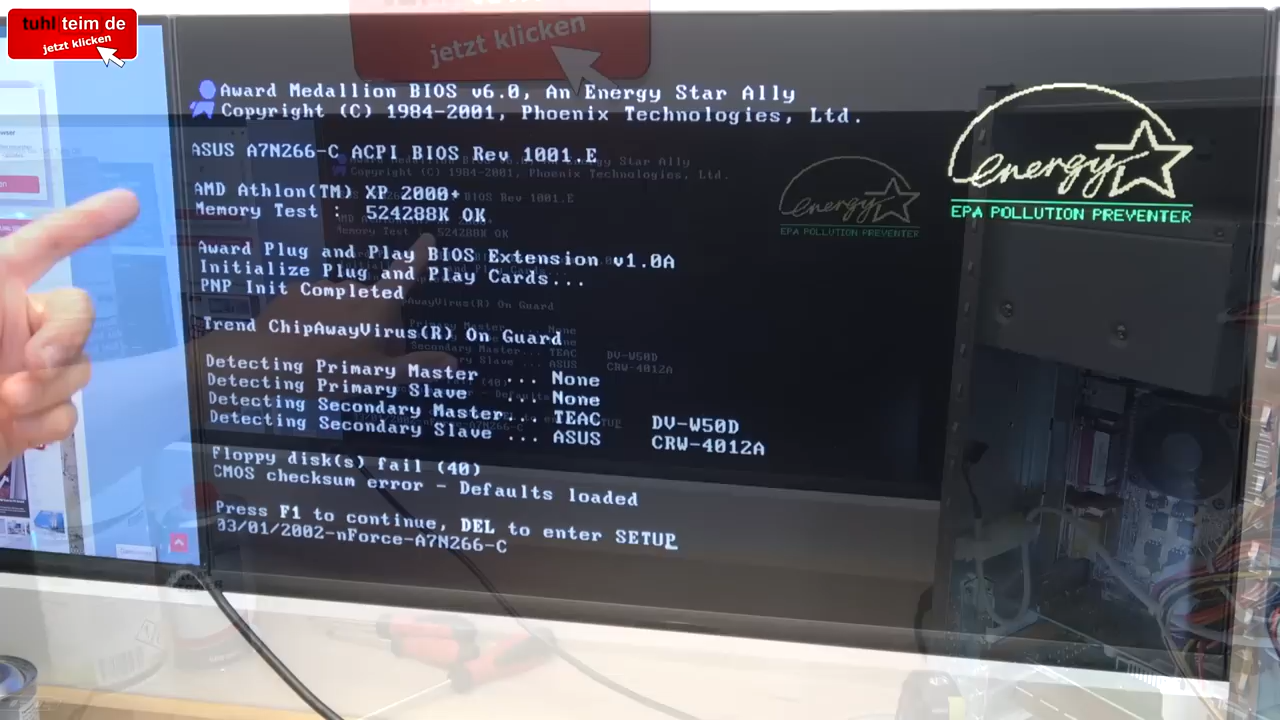 tuhl teim de
jetzt klicken
jetzt klicken
Award Medallion BIOS v6.0, An Energy Star Ally
Copyright (C) 1984-2001, Phoenix Technologies, Ltd.
energy
EPA POLLUTION PREVENTER
ASUS A7N266-C ACPI BIOS Rev 1001.E
AMD Athlon(TM) XP 2000+
Memory Test : 524288K OK
Award Plug and Play BIOS Extension v1.0A
Initialize Plug and Play Cards...
PNP Init Completed
Trend ChipAwayVirus(R) On Guard
Detecting Primary Master ... None
Detecting Primary Slave ... None
Detecting Secondary Master... TEAC DV-W50D
Detecting Secondary Slave ... ASUS CRW-4012A
Floppy disk(s) fail (40)
CMOS checksum error - Defaults loaded
Press F1 to continue, DEL to enter SETUP
03/01/2002-nForce-A7N266-C